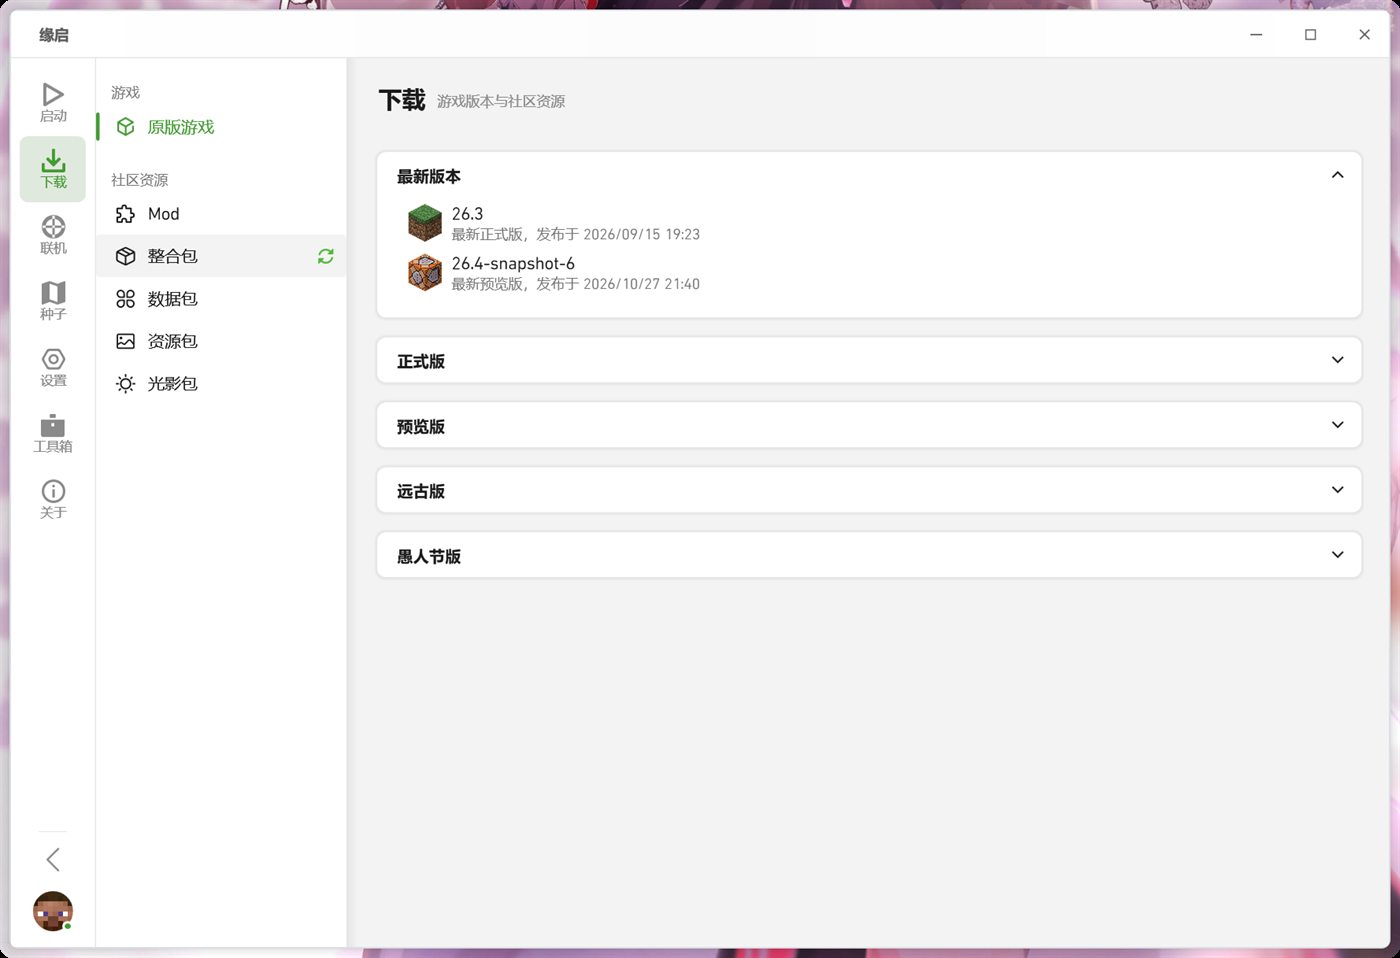 缘启
启动
下载
联机
种子
设置
工具箱
关于
游戏
原版游戏
社区资源
Mod
整合包
数据包
资源包
光影包
下载 游戏版本与社区资源
最新版本
26.3
最新正式版，发布于 2026/09/15 19:23
26.4-snapshot-6
最新预览版，发布于 2026/10/27 21:40
正式版
预览版
远古版
愚人节版